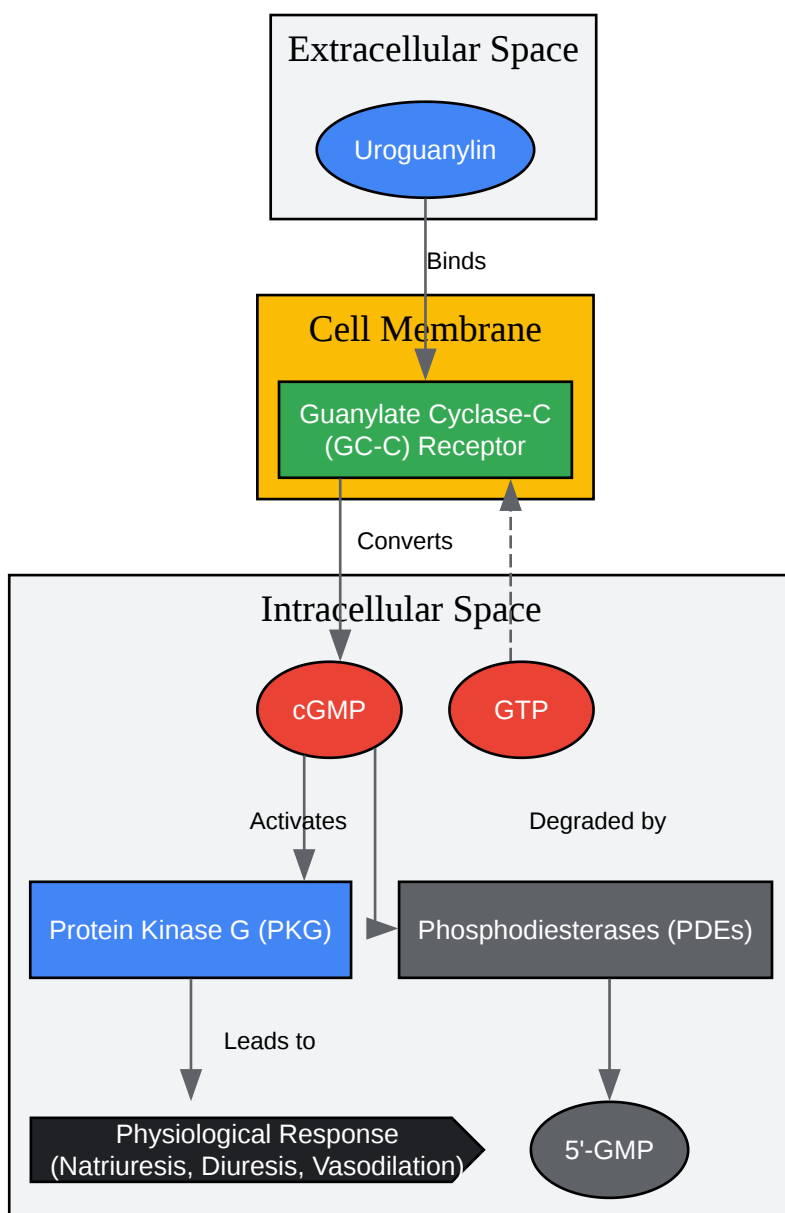 Extracellular Space
Uroguanylin
Binds
Cell Membrane
Guanylate Cyclase-C
(GC-C) Receptor
Converts
Intracellular Space
cGMP
GTP
Activates
Degraded by
Protein Kinase G (PKG)
Phosphodiesterases (PDEs)
Leads to
Physiological Response
(Natriuresis, Diuresis, Vasodilation)
5'-GMP